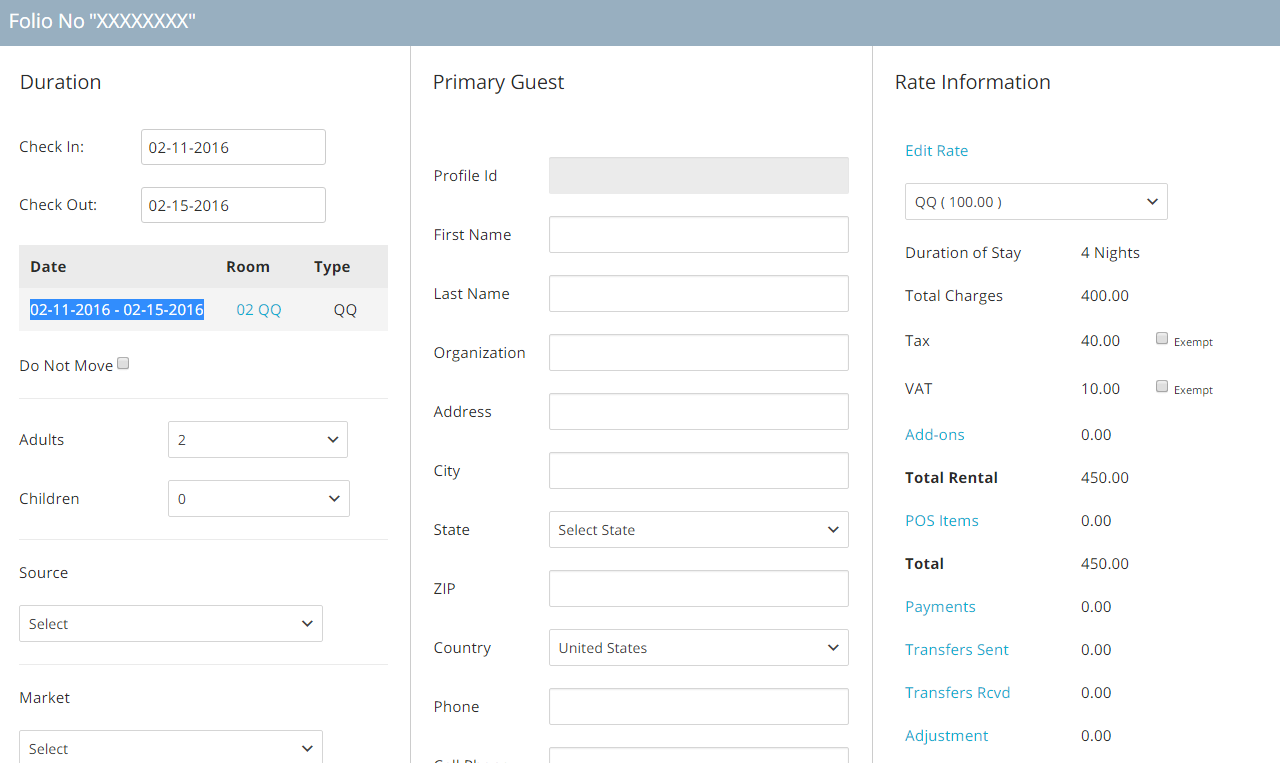 Folio No "XXXXXXXX"
Duration
Check In: 02-11-2016
Check Out: 02-15-2016
Date Room Type
02-11-2016 - 02-15-2016 02 QQ QQ
Do Not Move
Adults 2
Children 0
Source
Select
Market
Select
Primary Guest
Profile Id
First Name
Last Name
Organization
Address
City
State Select State
ZIP
Country United States
Phone
Rate Information
Edit Rate
QQ ( 100.00 )
Duration of Stay 4 Nights
Total Charges 400.00
Tax 40.00 Exempt
VAT 10.00 Exempt
Add-ons 0.00
Total Rental 450.00
POS Items 0.00
Total 450.00
Payments 0.00
Transfers Sent 0.00
Transfers Rcvd 0.00
Adjustment 0.00